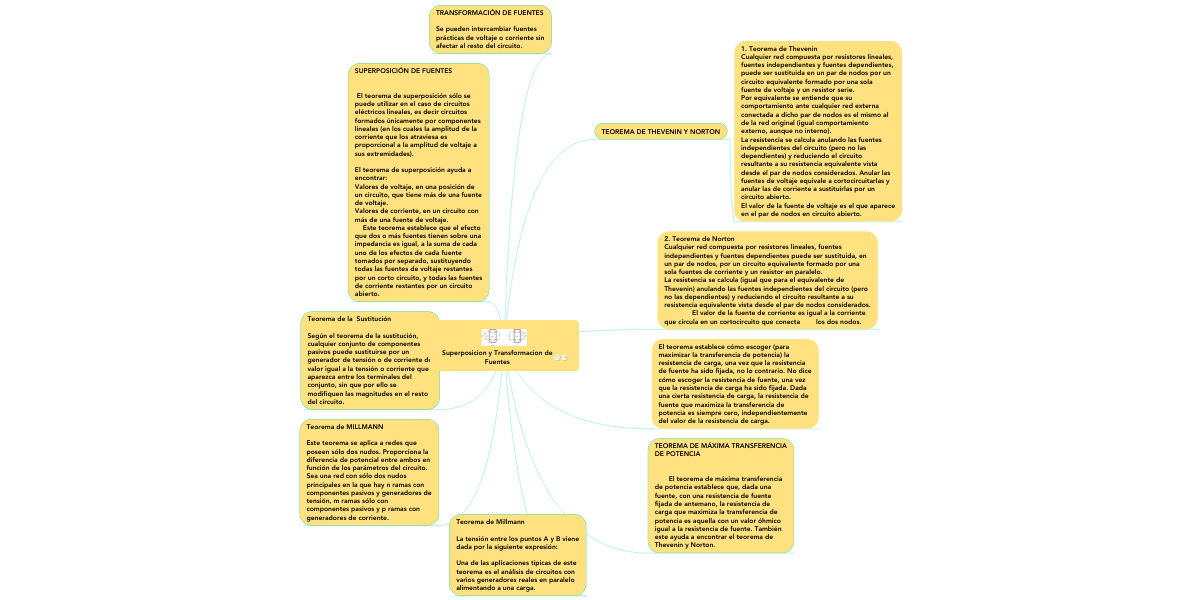 TRANSFORMACIÓN DE FUENTES
Se pueden intercambiar fuentes
prácticas de voltaje o corriente sin
afectar al resto del circuito.
SUPERPOSICIÓN DE FUENTES
El teorema de superposición sólo se
puede utilizar en el caso de circuitos
eléctricos lineales, es decir circuitos
formados únicamente por componentes
lineales (en los cuales la amplitud de la
corriente que los atraviesa es
proporcional a la amplitud de voltaje a
sus extremidades).
El teorema de superposición ayuda a
encontrar:
Valores de voltaje, en una posición de
un circuito, que tiene más de una fuente
de voltaje.
Valores de corriente, en un circuito con
más de una fuente de voltaje.
Este teorema establece que el efecto
que dos o más fuentes tienen sobre una
impedancia es igual, a la suma de cada
uno de los efectos de cada fuente
tomados por separado, sustituyendo
todas las fuentes de voltaje restantes
por un corto circuito, y todas las fuentes
de corriente restantes por un circuito
abierto.
Teorema de la Sustitución
Según el teorema de la sustitución,
cualquier conjunto de componentes
pasivos puede sustituirse por un
generador de tensión o de corriente de
valor igual a la tensión o corriente que
aparezca entre los terminales del
conjunto, sin que por ello se
modifiquen las magnitudes en el resto
del circuito.
Teorema de MILLMANN
Este teorema se aplica a redes que
poseen sólo dos nudos. Proporciona la
diferencia de potencial entre ambos en
función de los parámetros del circuito.
Sea una red con sólo dos nudos
principales en la que hay n ramas con
componentes pasivos y generadores de
tensión, m ramas sólo con
componentes pasivos y p ramas con
generadores de corriente.
Teorema de Millmann
La tensión entre los puntos A y B viene
dada por la siguiente expresión:
Una de las aplicaciones típicas de este
teorema es el análisis de circuitos con
varios generadores reales en paralelo
alimentando a una carga.
Superposicion y Transformacion de
Fuentes
TEOREMA DE THEVENIN Y NORTON
1. Teorema de Thevenin
Cualquier red compuesta por resistores lineales,
fuentes independientes y fuentes dependientes,
puede ser sustituida en un par de nodos por un
circuito equivalente formado por una sola
fuente de voltaje y un resistor serie.
Por equivalente se entiende que su
comportamiento ante cualquier red externa
conectada a dicho par de nodos es el mismo al
de la red original (igual comportamiento
externo, aunque no interno).
La resistencia se calcula anulando las fuentes
independientes del circuito (pero no las
dependientes) y reduciendo el circuito
resultante a su resistencia equivalente vista
desde el par de nodos considerados. Anular las
fuentes de voltaje equivale a cortocircuitarlas y
anular las de corriente a sustituirlas por un
circuito abierto.
El valor de la fuente de voltaje es el que aparece
en el par de nodos en circuito abierto.
2. Teorema de Norton
Cualquier red compuesta por resistores lineales, fuentes
independientes y fuentes dependientes puede ser sustituida, en
un par de nodos, por un circuito equivalente formado por una
sola fuentes de corriente y un resistor en paralelo.
La resistencia se calcula (igual que para el equivalente de
Thevenin) anulando las fuentes independientes del circuito (pero
no las dependientes) y reduciendo el circuito resultante a su
resistencia equivalente vista desde el par de nodos considerados.
El valor de la fuente de corriente es igual a la corriente
que circula en un cortocircuito que conecta los dos nodos.
El teorema establece cómo escoger (para
maximizar la transferencia de potencia) la
resistencia de carga, una vez que la resistencia
de fuente ha sido fijada, no lo contrario. No dice
cómo escoger la resistencia de fuente, una vez
que la resistencia de carga ha sido fijada. Dada
una cierta resistencia de carga, la resistencia de
fuente que maximiza la transferencia de
potencia es siempre cero, independientemente
del valor de la resistencia de carga.
TEOREMA DE MÁXIMA TRANSFERENCIA
DE POTENCIA
El teorema de máxima transferencia
de potencia establece que, dada una
fuente, con una resistencia de fuente
fijada de antemano, la resistencia de
carga que maximiza la transferencia de
potencia es aquella con un valor óhmico
igual a la resistencia de fuente. También
este ayuda a encontrar el teorema de
Thevenin y Norton.